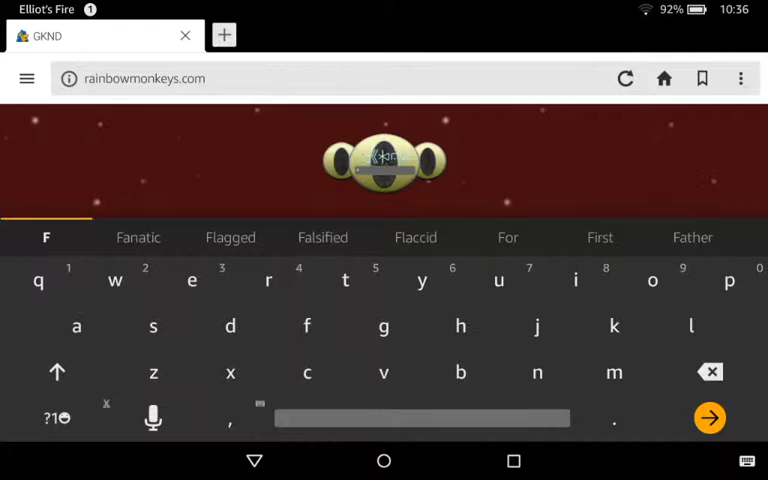 Elliot's Fire 1 92% 10:36
GKND
rainbowmonkeys.com
F Fanatic Flagged Falsified Flaccid For First Father
1 2 3 4 5 6 7 8 9 0
q w e r t y u i o p
a s d f g h j k l
z x c v b n m
?1 , .